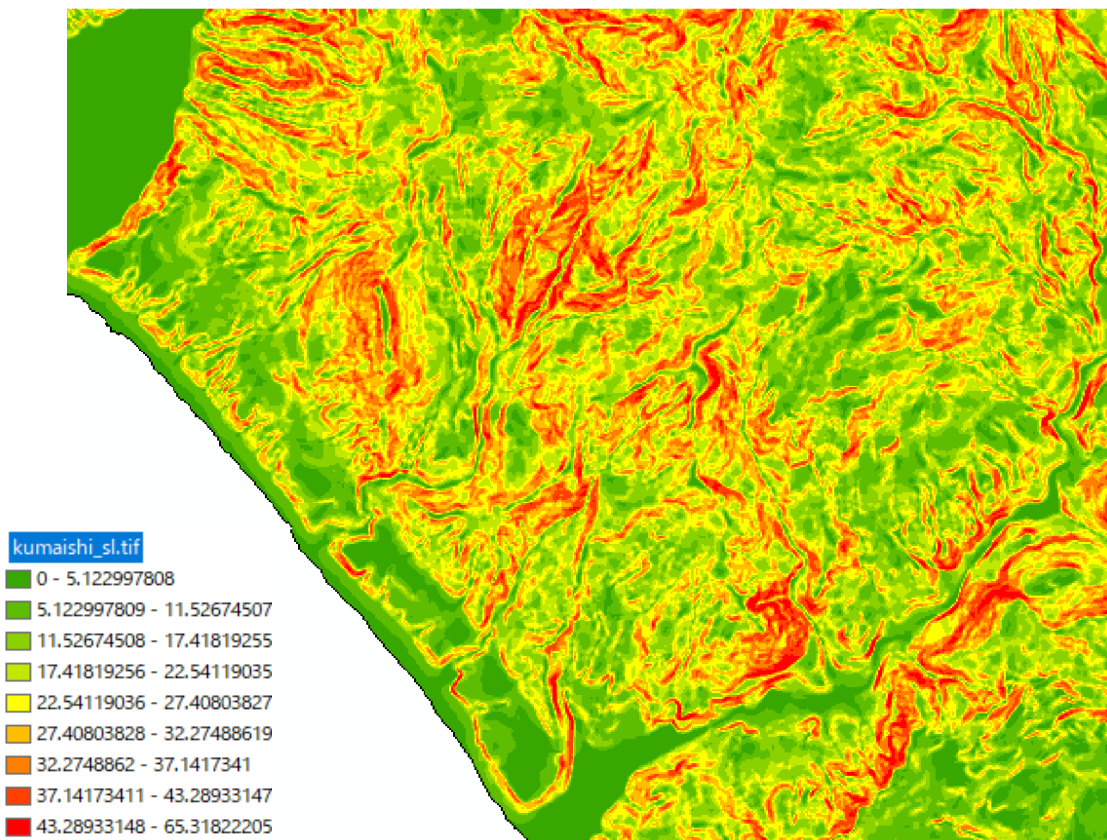 kumaishi_sl.tif
0 - 5.122997808
5.122997809 - 11.52674507
11.52674508 - 17.41819255
17.41819256 - 22.54119035
22.54119036 - 27.40803827
27.40803828 - 32.27488619
32.2748862 - 37.1417341
37.14173411 - 43.28933147
43.28933148 - 65.31822205